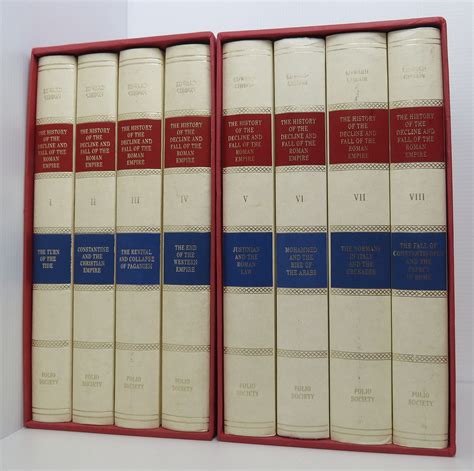 EDWARD
GIBBON
THE HISTORY
OF THE
DECLINE AND
FALL OF THE
ROMAN
EMPIRE
I
THE TURN
OF THE
TIDE
FOLIO
SOCIETY
EDWARD
GIBBON
THE HISTORY
OF THE
DECLINE AND
FALL OF THE
ROMAN
EMPIRE
II
CONSTANTINE
AND THE
CHRISTIAN
EMPIRE
FOLIO
SOCIETY
EDWARD
GIBBON
THE HISTORY
OF THE
DECLINE AND
FALL OF THE
ROMAN
EMPIRE
III
THE REVIVAL
AND COLLAPSE
OF PAGANISM
FOLIO
SOCIETY
EDWARD
GIBBON
THE HISTORY
OF THE
DECLINE AND
FALL OF THE
ROMAN
EMPIRE
IV
THE END
OF THE
WESTERN
EMPIRE
FOLIO
SOCIETY
EDWARD
GIBBON
THE HISTORY
OF THE
DECLINE AND
FALL OF THE
ROMAN
EMPIRE
V
JUSTINIAN
AND THE
ROMAN
LAW
FOLIO
SOCIETY
EDWARD
GIBBON
THE HISTORY
OF THE
DECLINE AND
FALL OF THE
ROMAN
EMPIRE
VI
MOHAMMED
AND THE
RISE OF
THE ARABS
FOLIO
SOCIETY
EDWARD
GIBBON
THE HISTORY
OF THE
DECLINE AND
FALL OF THE
ROMAN
EMPIRE
VII
THE NORMANS
IN ITALY
AND THE
CRUSADES
FOLIO
SOCIETY
EDWARD
GIBBON
THE HISTORY
OF THE
DECLINE AND
FALL OF THE
ROMAN
EMPIRE
VIII
THE FALL OF
CONSTANTINOPLE
AND THE
PAPACY
IN ROME
FOLIO
SOCIETY